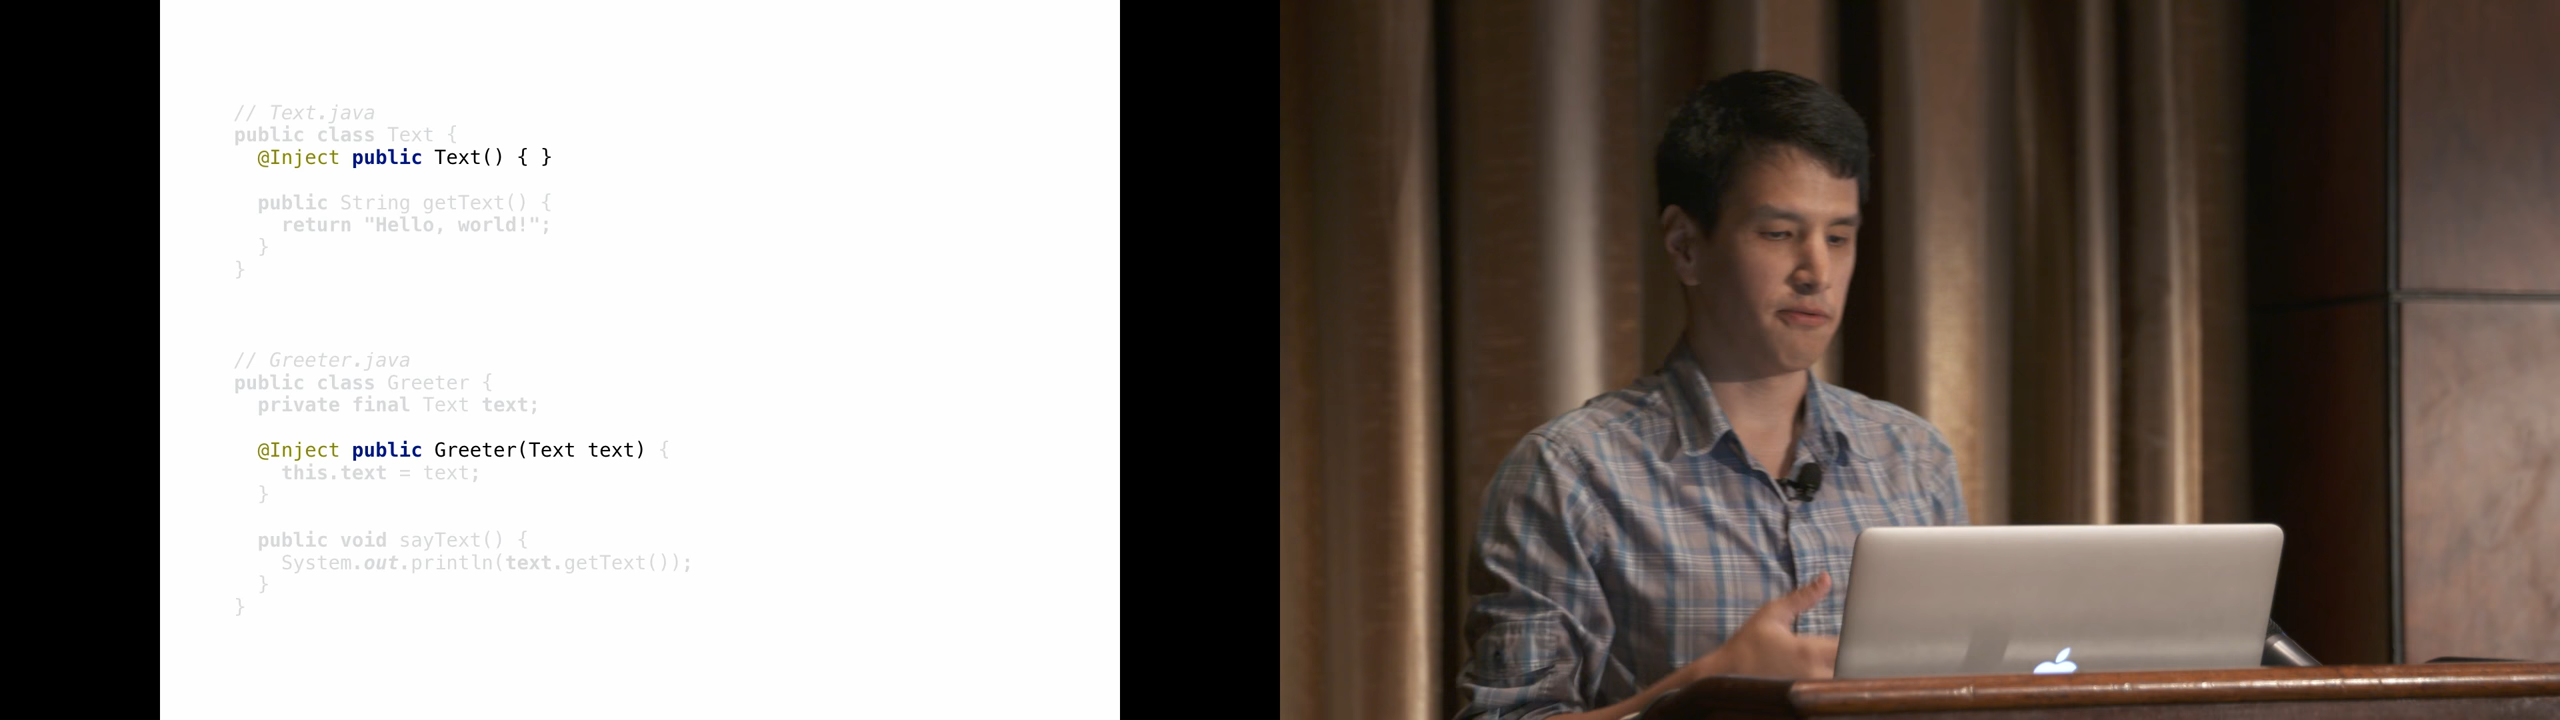 // Text.java
public class Text {
@Inject public Text() { }
public String getText() {
return "Hello, world!";
}
}
// Greeter.java
public class Greeter {
private final Text text;
@Inject public Greeter(Text text) {
this.text = text;
}
public void sayText() {
System.out.println(text.getText());
}
}